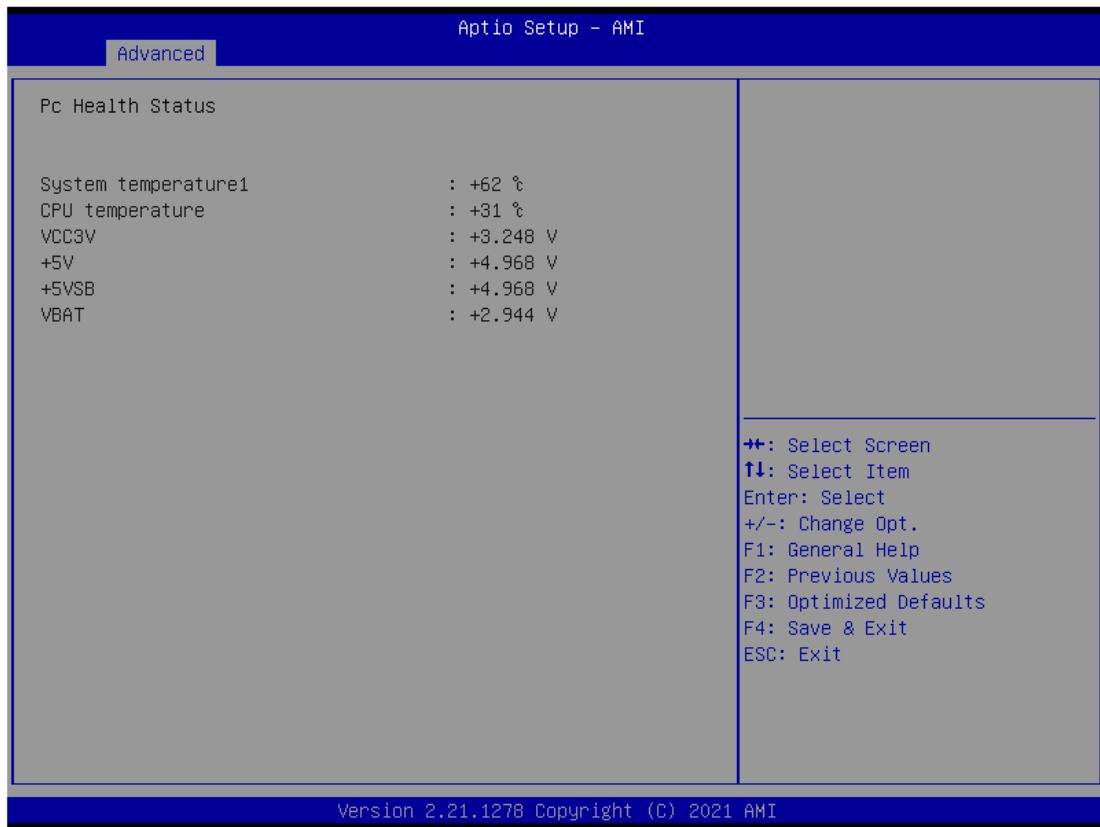 Aptio Setup – AMI
Advanced
Pc Health Status
System temperature1 : +62 ℃
CPU temperature : +31 ℃
VCC3V : +3.248 V
+5V : +4.968 V
+5VSB : +4.968 V
VBAT : +2.944 V
→←: Select Screen
↑↓: Select Item
Enter: Select
+/-: Change Opt.
F1: General Help
F2: Previous Values
F3: Optimized Defaults
F4: Save & Exit
ESC: Exit
Version 2.21.1278 Copyright (C) 2021 AMI